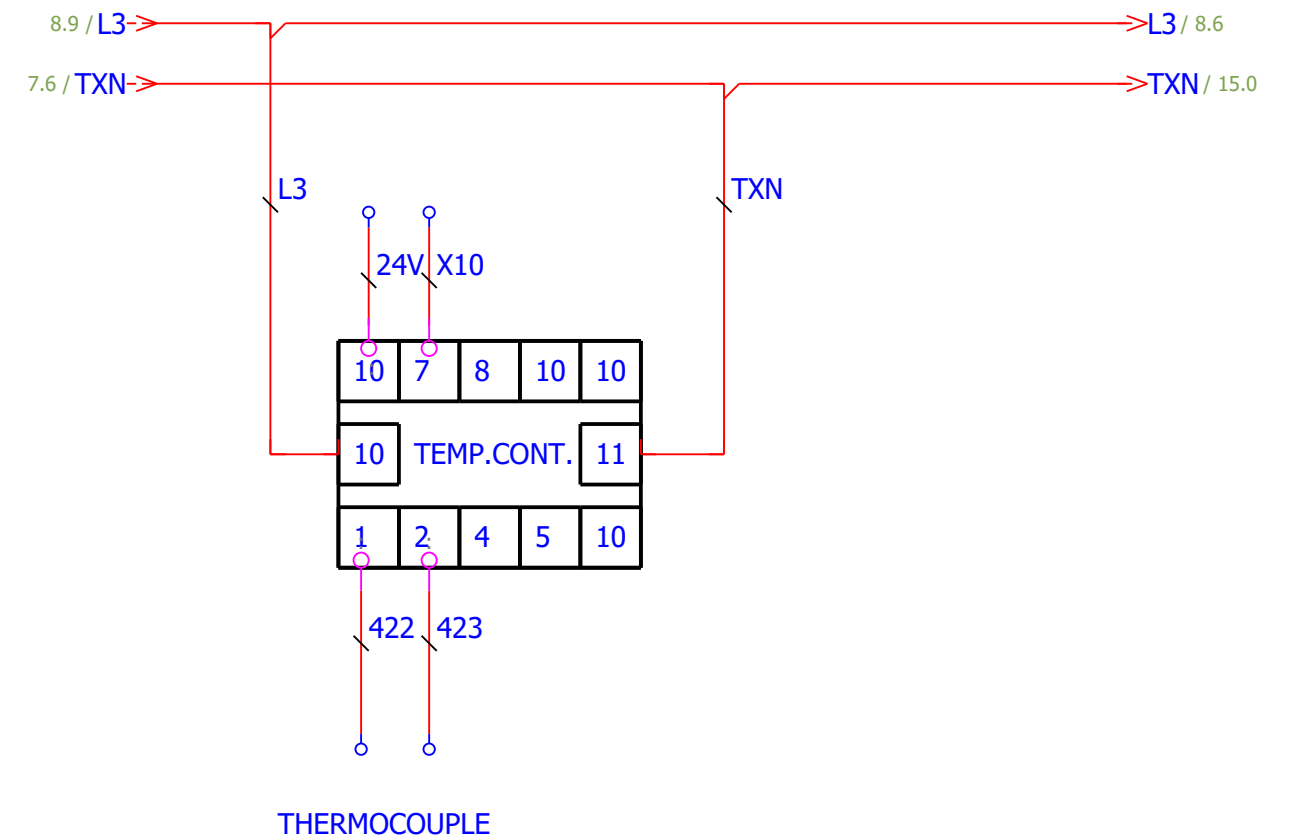 8.9 / L3 L3 / 8.6
7.6 / TXN TXN / 15.0
L3 TXN
24V X10
10 7 8 10 10
10 TEMP.CONT. 11
1 2 4 5 10
422 423
THERMOCOUPLE